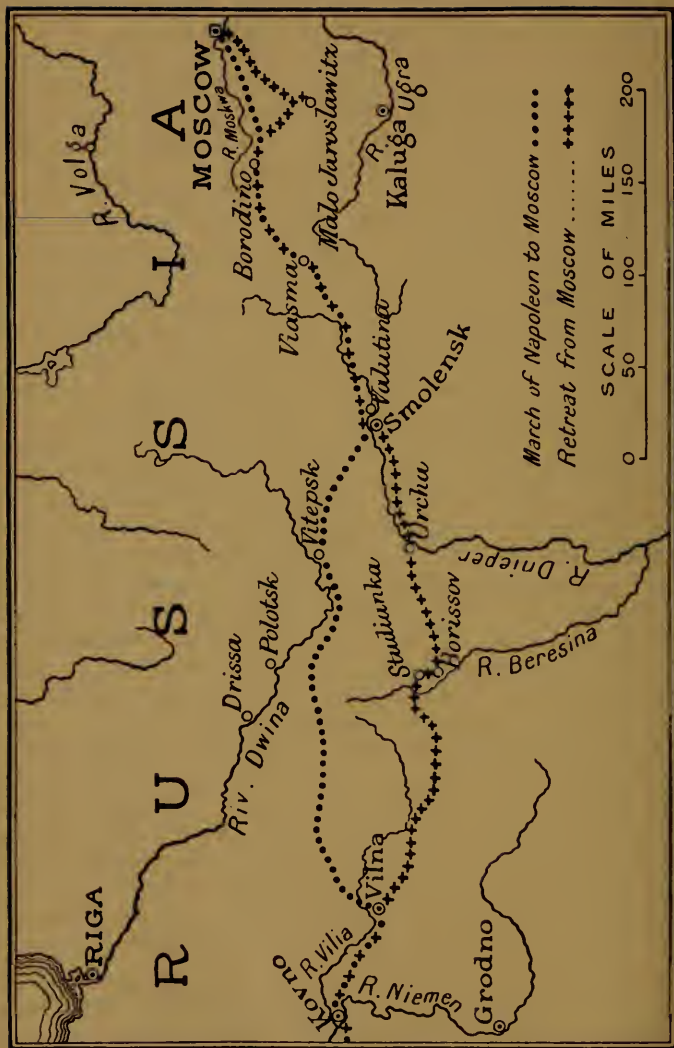 RUSSIA
R. Volga
RIGA
MOSCOW
R. Moskwa
Borodino
Malo Jaroslawitz
Viasma
R. Ugra
Kaluga
Drissa
Riv. Dwina
Polotsk
Vitepsk
Valutina
Smolensk
Urcha
R. Dnieper
Studianka
Borissov
R. Beresina
Kovno
R. Vilia
Vilna
R. Niemen
Grodno
March of Napoleon to Moscow
Retreat from Moscow
SCALE OF MILES
0 50 100 150 200